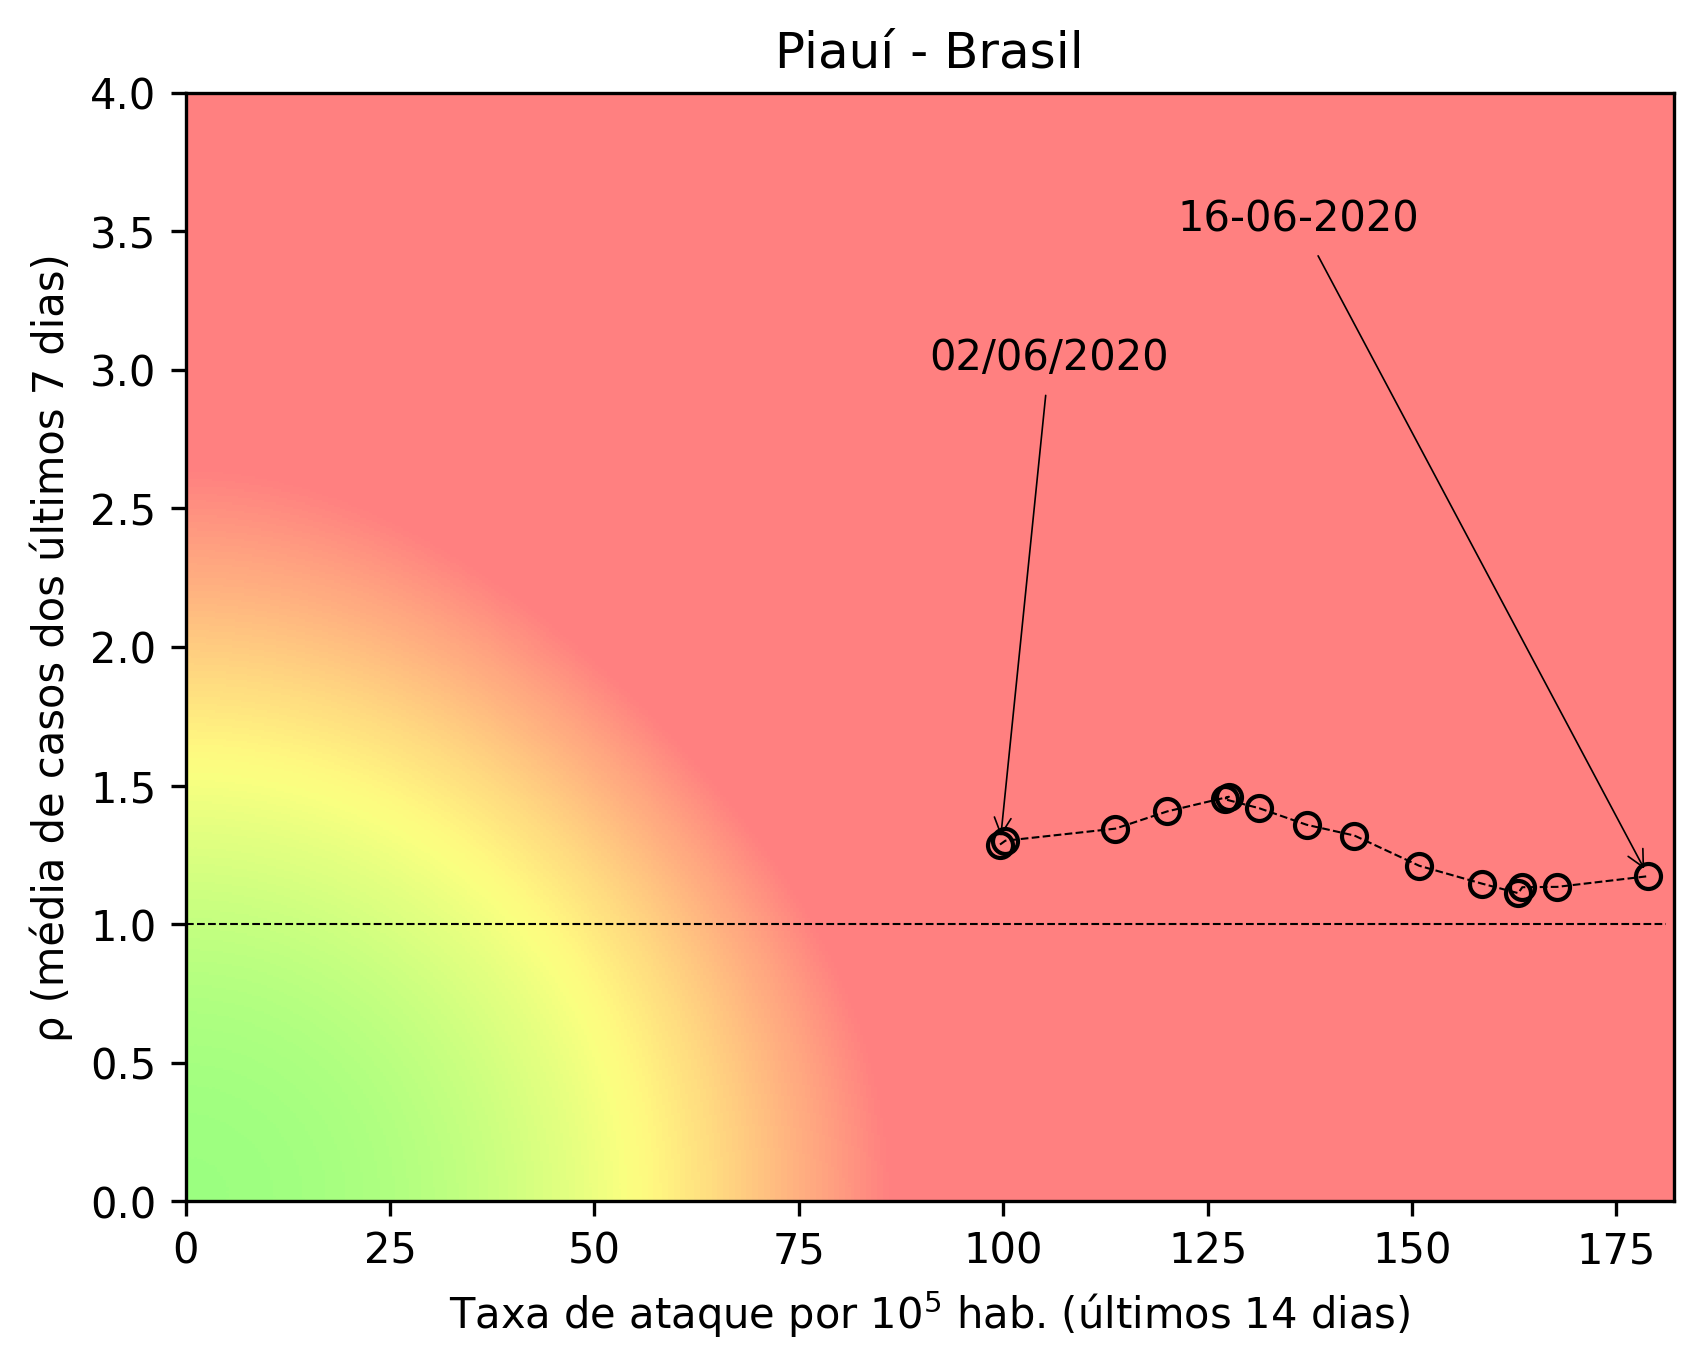 Piauí - Brasil
4.0
3.5
3.0
2.5
2.0
1.5
1.0
0.5
0.0
ρ (média de casos dos últimos 7 dias)
16-06-2020
02/06/2020
0 25 50 75 100 125 150 175
Taxa de ataque por 10⁵ hab. (últimos 14 dias)